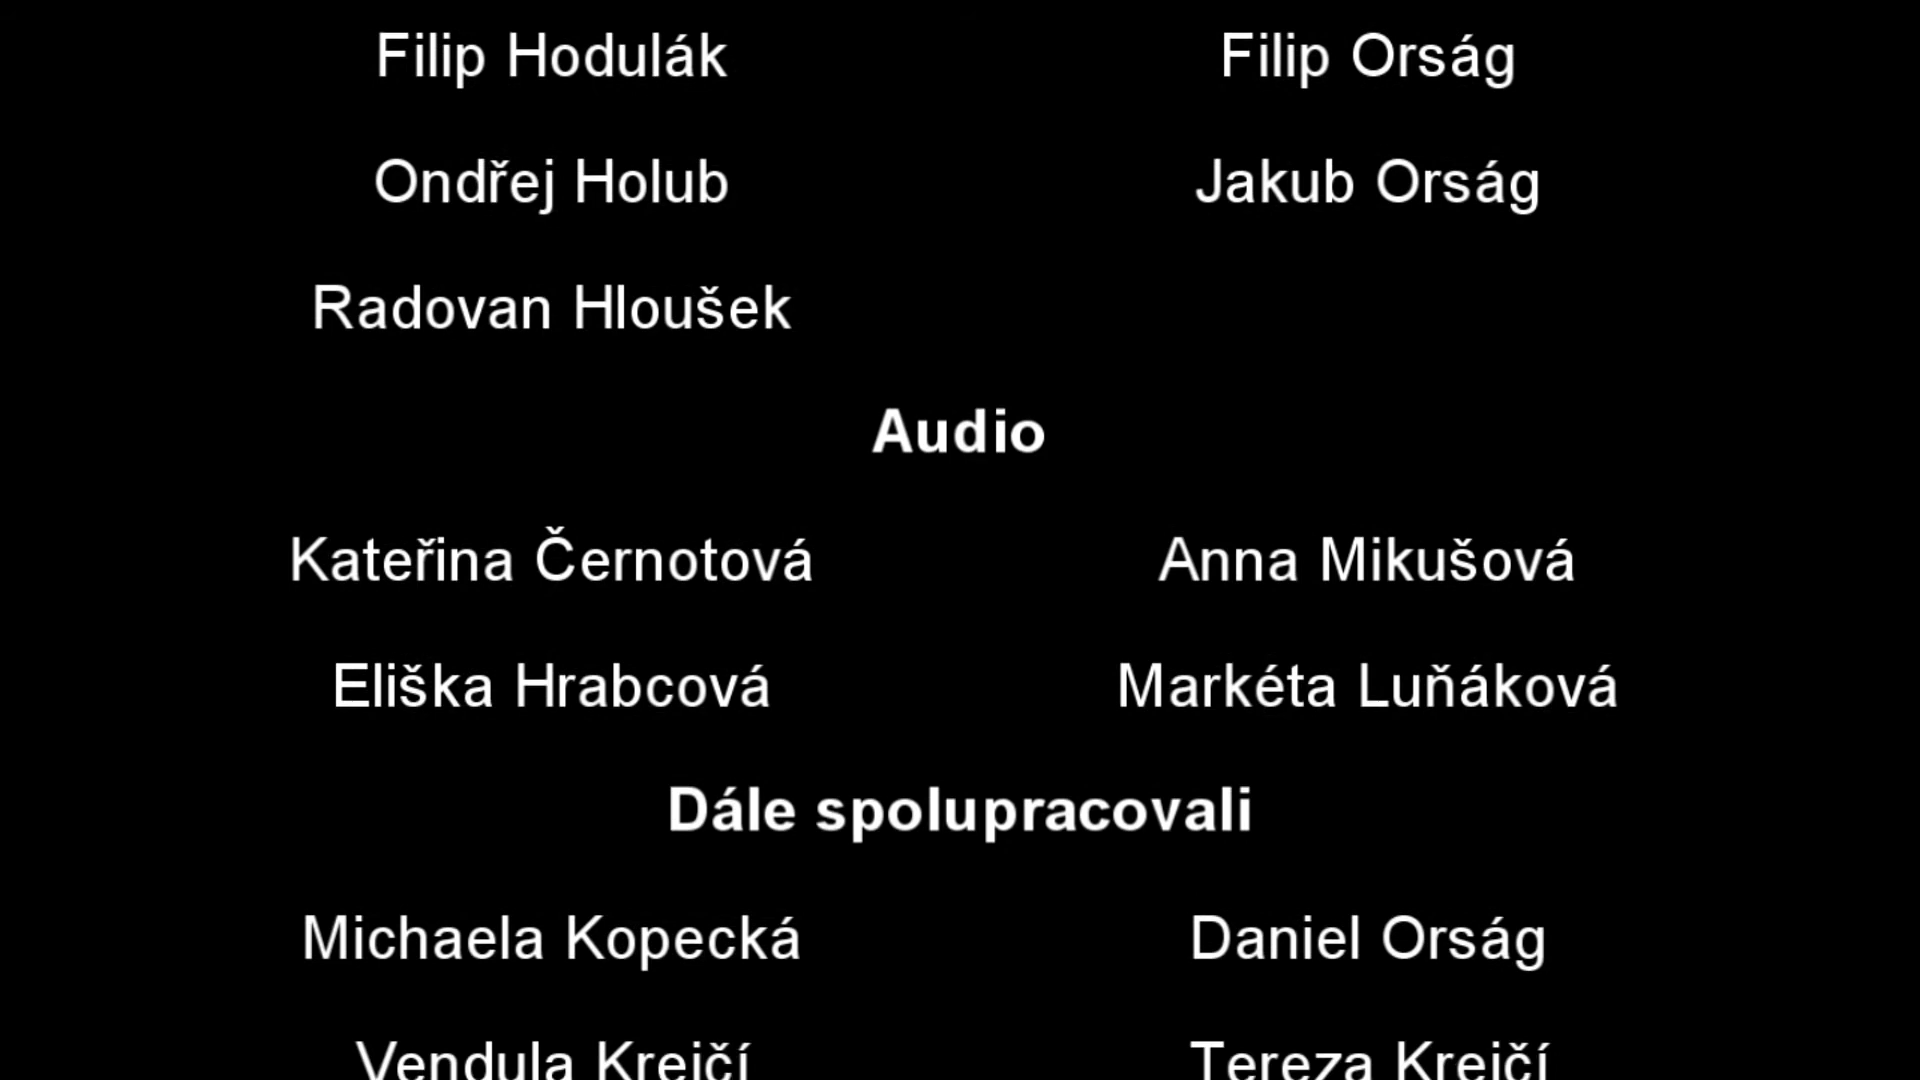 Filip Hodulák Filip Orság
Ondřej Holub Jakub Orság
Radovan Hloušek
Audio
Kateřina Černotová Anna Mikušová
Eliška Hrabcová Markéta Luňáková
Dále spolupracovali
Michaela Kopecká Daniel Orság
Vendula Krejčí Tereza Krejčí